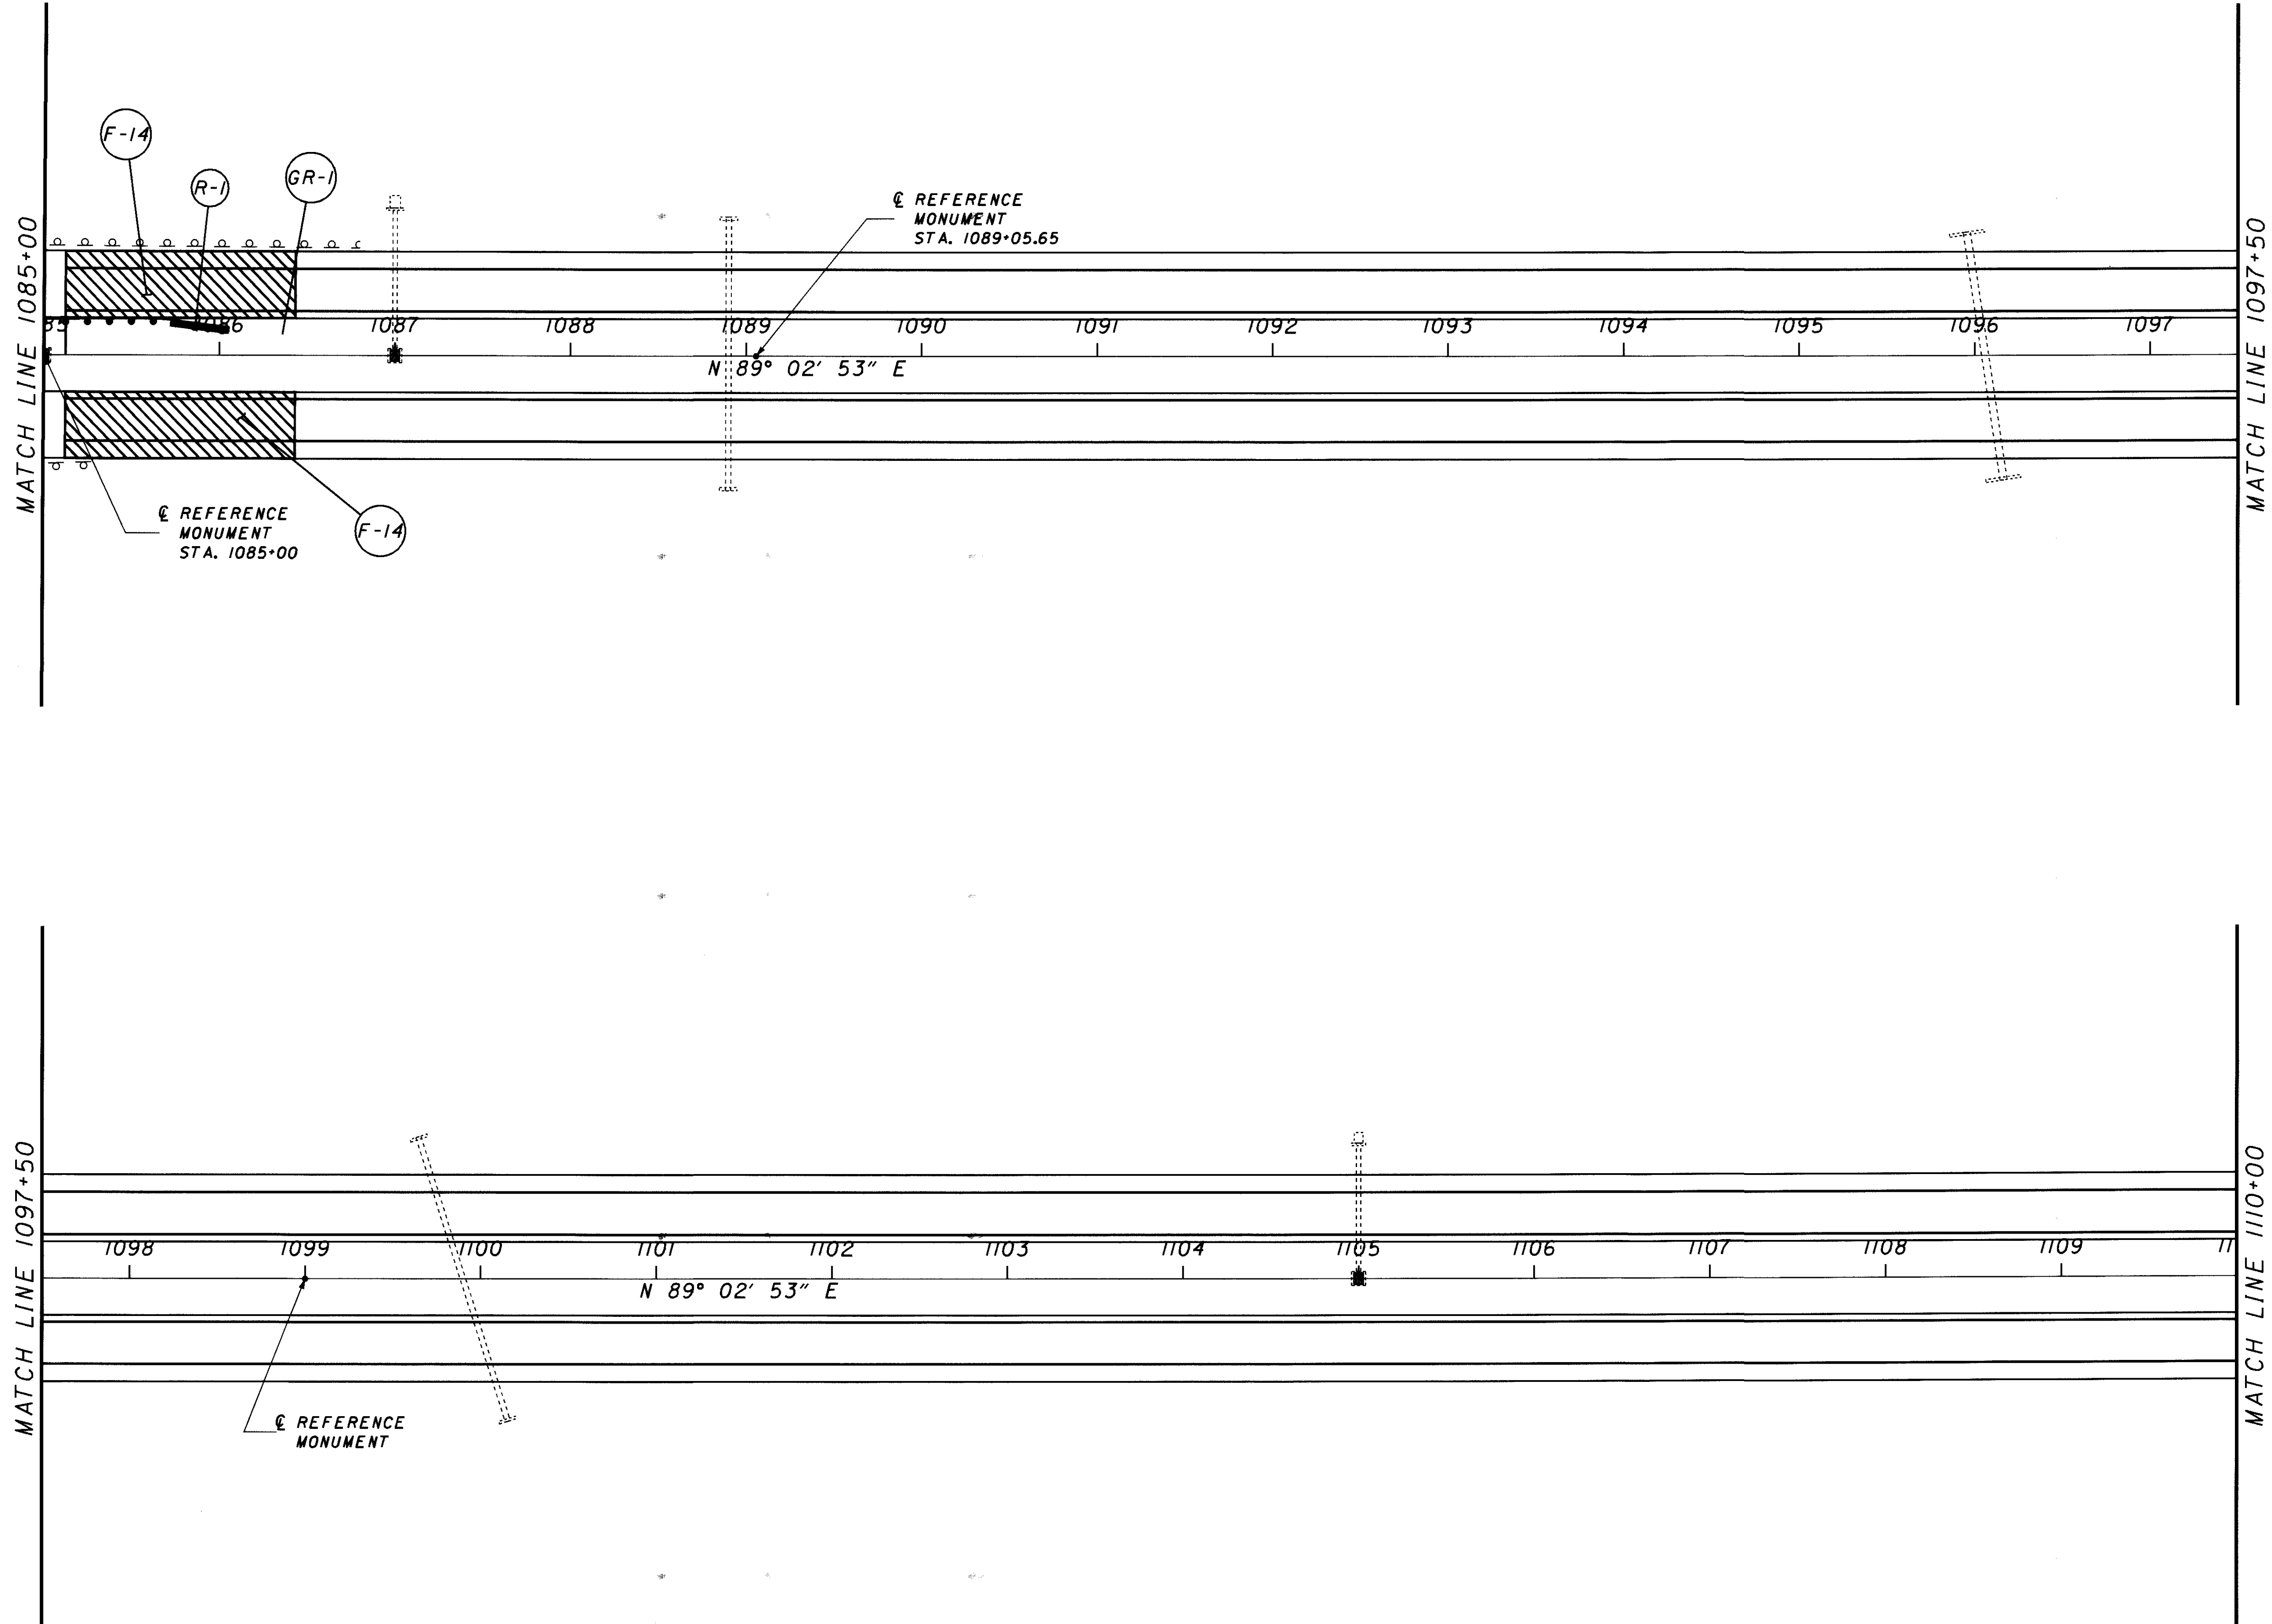 F-14
R-1
GR-1
℄ REFERENCE
MONUMENT
STA. 1089+05.65
MATCH LINE 1085+00
MATCH LINE 1097+50
85 1086 1087 1088 1089 1090 1091 1092 1093 1094 1095 1096 1097
N 89° 02' 53" E
℄ REFERENCE
MONUMENT
STA. 1085+00
F-14
MATCH LINE 1097+50
MATCH LINE 1110+00
1098 1099 1100 1101 1102 1103 1104 1105 1106 1107 1108 1109 11
N 89° 02' 53" E
℄ REFERENCE
MONUMENT